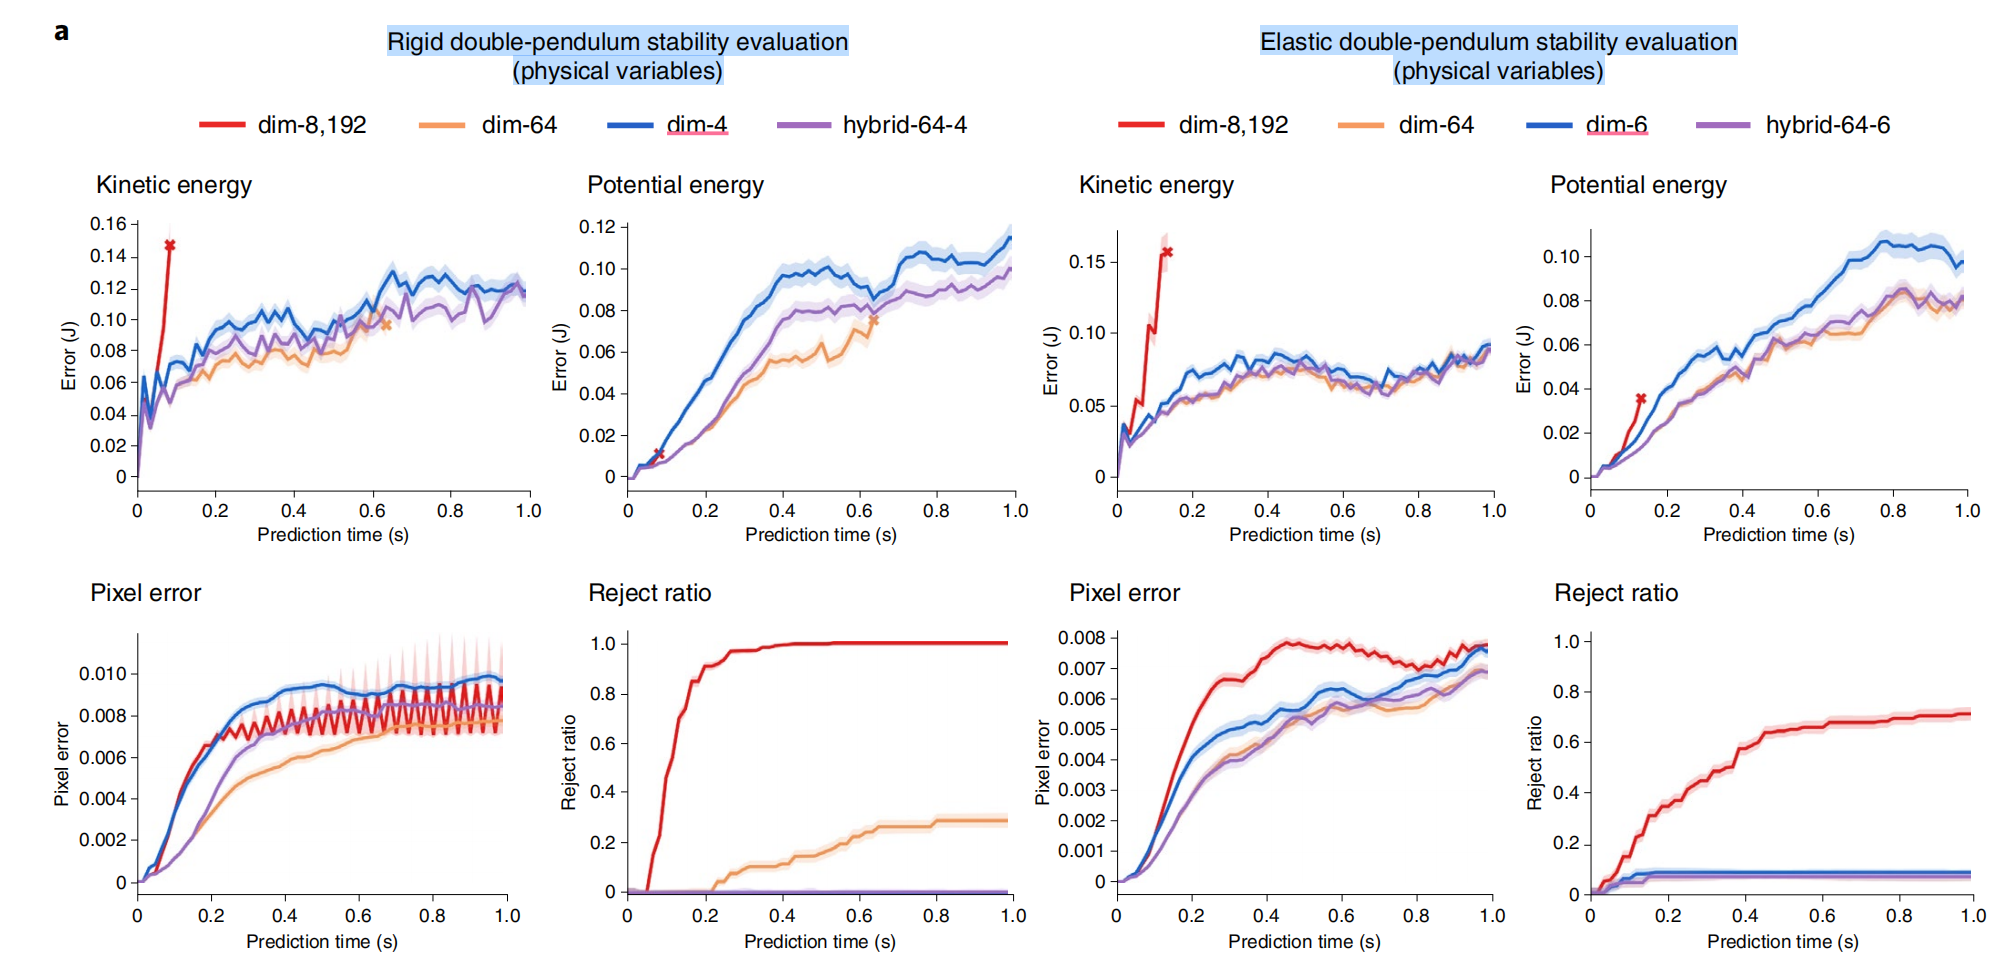 a
Rigid double-pendulum stability evaluation
(physical variables)
Elastic double-pendulum stability evaluation
(physical variables)
dim-8,192 dim-64 dim-4 hybrid-64-4
dim-8,192 dim-64 dim-6 hybrid-64-6
Kinetic energy
0.16
0.14
0.12
0.10
0.08
0.06
0.04
0.02
0
Error (J)
0 0.2 0.4 0.6 0.8 1.0
Prediction time (s)
Potential energy
0.12
0.10
0.08
0.06
0.04
0.02
0
Error (J)
0 0.2 0.4 0.6 0.8 1.0
Prediction time (s)
Kinetic energy
0.15
0.10
0.05
0
Error (J)
0 0.2 0.4 0.6 0.8 1.0
Prediction time (s)
Potential energy
0.10
0.08
0.06
0.04
0.02
0
Error (J)
0 0.2 0.4 0.6 0.8 1.0
Prediction time (s)
Pixel error
0.010
0.008
0.006
0.004
0.002
0
Pixel error
0 0.2 0.4 0.6 0.8 1.0
Prediction time (s)
Reject ratio
1.0
0.8
0.6
0.4
0.2
0
Reject ratio
0 0.2 0.4 0.6 0.8 1.0
Prediction time (s)
Pixel error
0.008
0.007
0.006
0.005
0.004
0.003
0.002
0.001
0
Pixel error
0 0.2 0.4 0.6 0.8 1.0
Prediction time (s)
Reject ratio
1.0
0.8
0.6
0.4
0.2
0
Reject ratio
0 0.2 0.4 0.6 0.8 1.0
Prediction time (s)